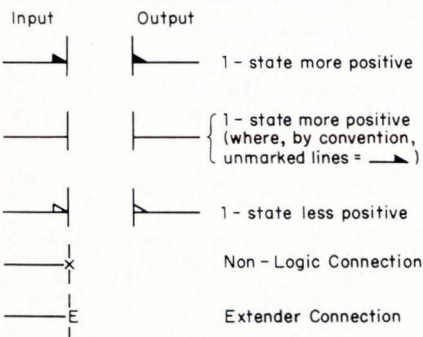 Input Output
1 - state more positive
1 - state more positive
(where, by convention,
unmarked lines = )
1 - state less positive
X Non - Logic Connection
E Extender Connection